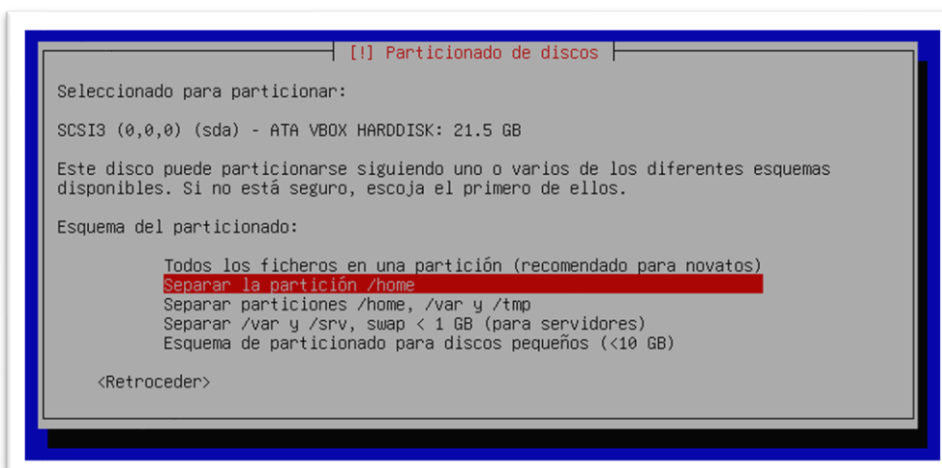 [!] Particionado de discos
Seleccionado para particionar:
SCSI3 (0,0,0) (sda) - ATA VBOX HARDDISK: 21.5 GB
Este disco puede particionarse siguiendo uno o varios de los diferentes esquemas
disponibles. Si no está seguro, escoja el primero de ellos.
Esquema del particionado:
Todos los ficheros en una partición (recomendado para novatos)
Separar la partición /home
Separar particiones /home, /var y /tmp
Separar /var y /srv, swap < 1 GB (para servidores)
Esquema de particionado para discos pequeños (<10 GB)
<Retroceder>